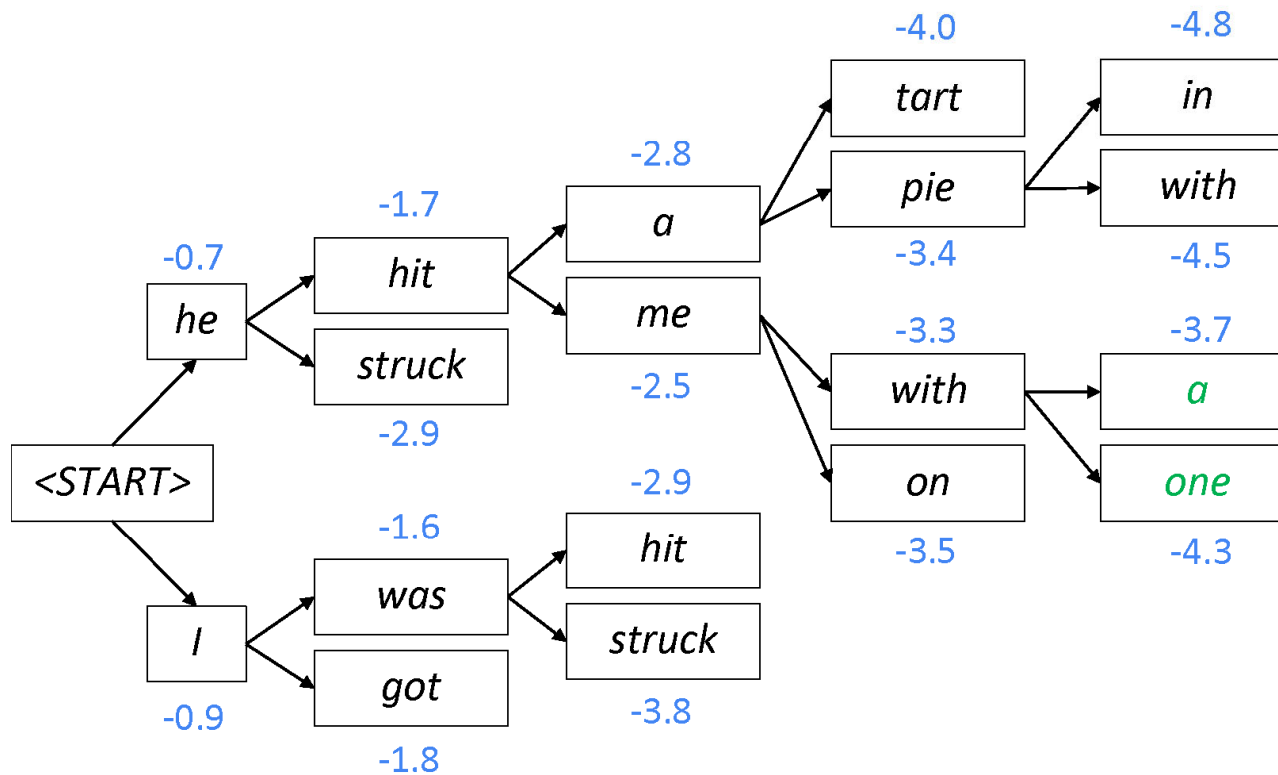 -4.0
-4.8
tart
in
-2.8
pie
with
-1.7
a
-3.4
-4.5
-0.7
hit
he
me
-3.3
-3.7
struck
-2.5
with
a
-2.9
<START>
-2.9
on
one
-1.6
hit
-3.5
-4.3
was
I
struck
got
-0.9
-3.8
-1.8